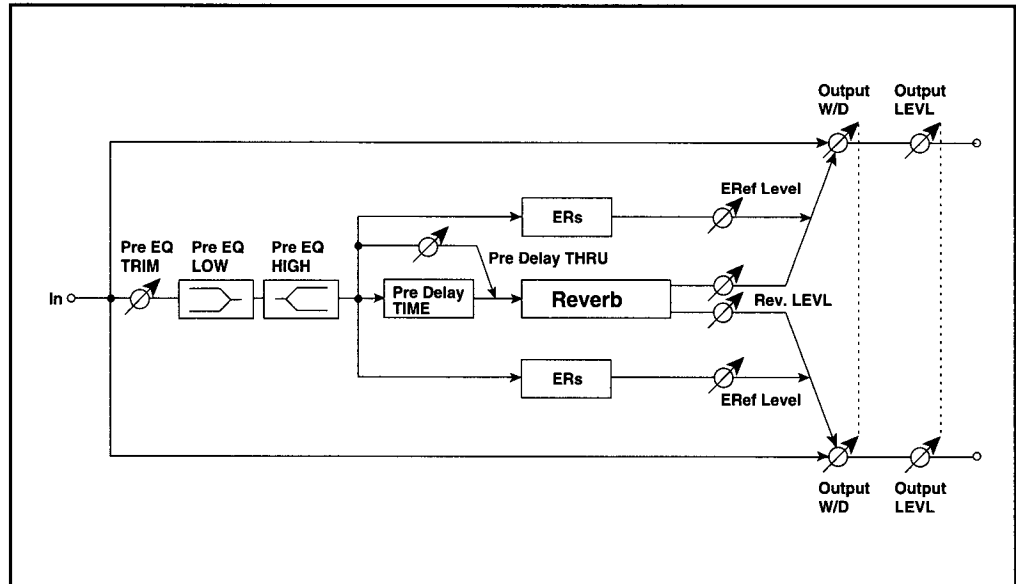 Output
W/D
Output
LEVL
ERef Level
ERs
Pre EQ
TRIM
Pre EQ
LOW
Pre EQ
HIGH
Pre Delay THRU
In
Pre Delay
TIME
Reverb
Rev. LEVL
ERs
ERef Level
Output
W/D
Output
LEVL